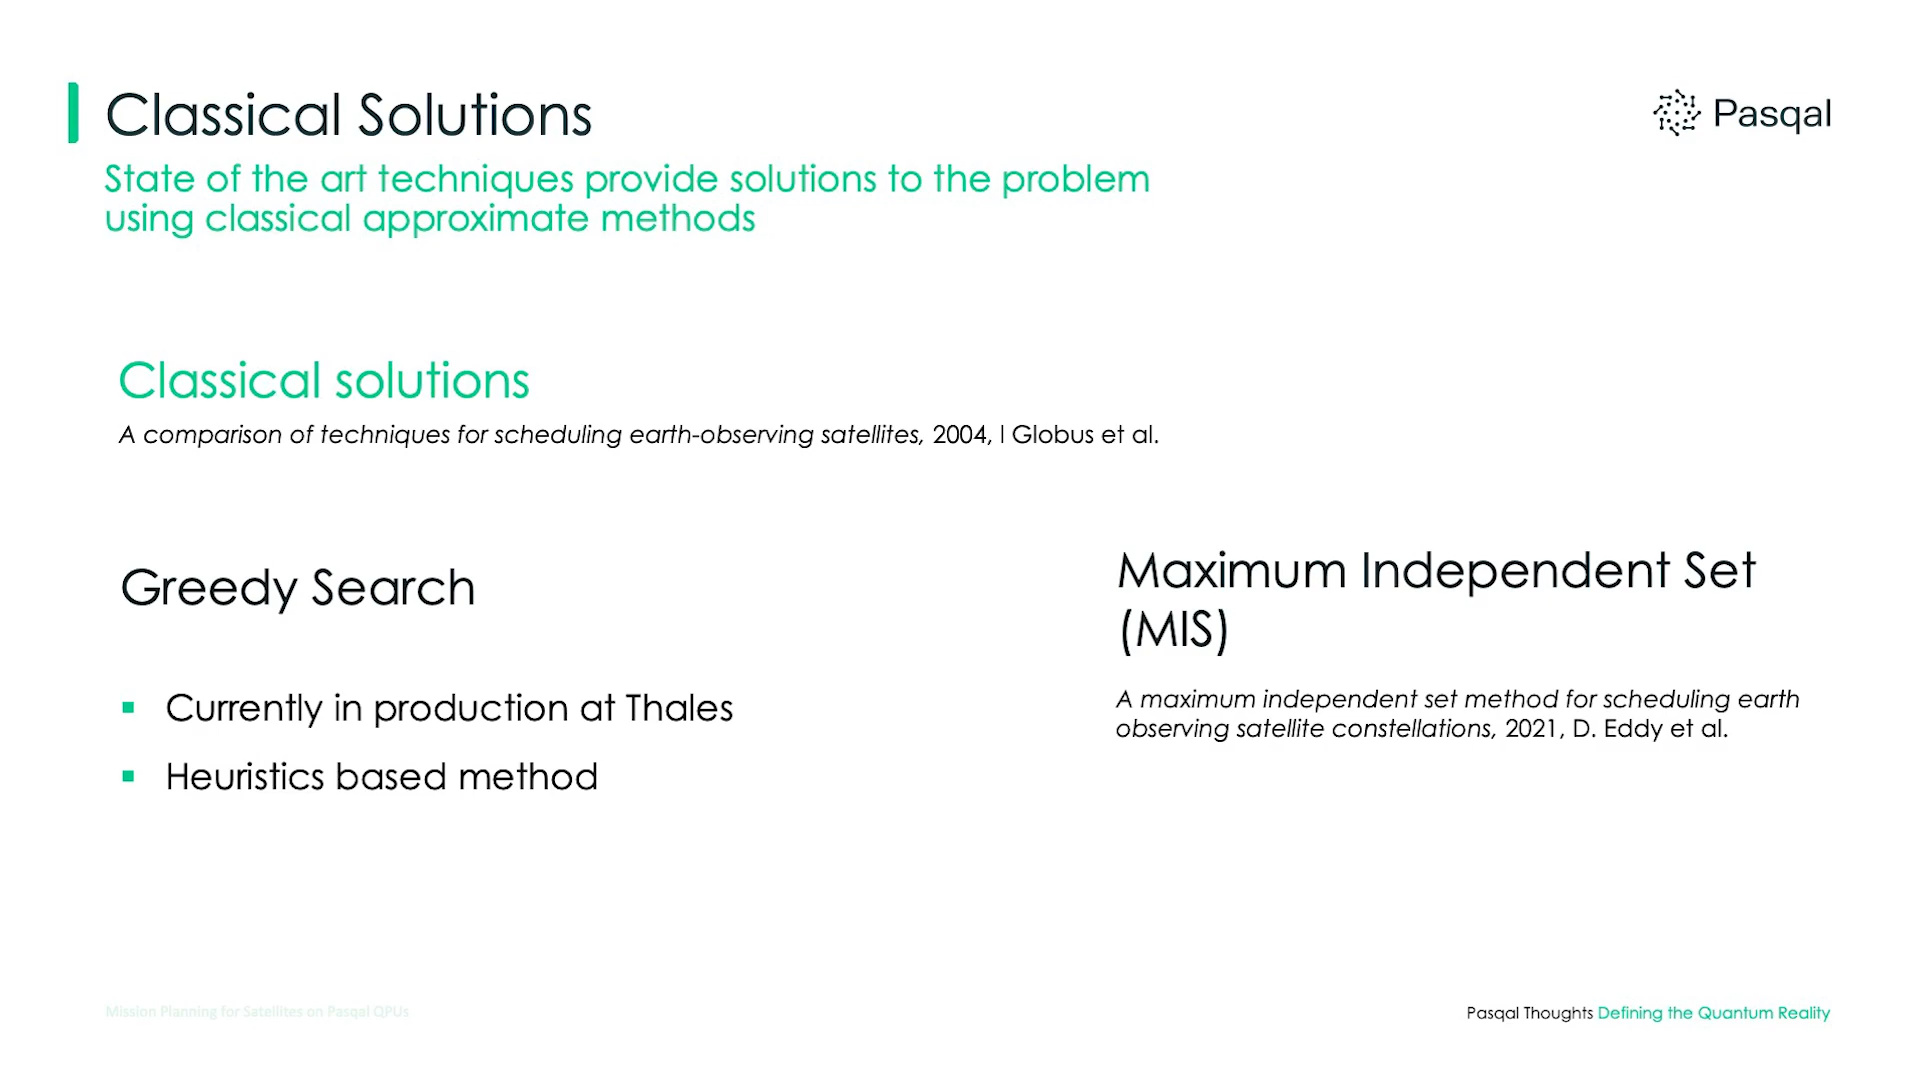 Classical Solutions
Pasqal
State of the art techniques provide solutions to the problem
using classical approximate methods
Classical solutions
A comparison of techniques for scheduling earth-observing satellites, 2004, I Globus et al.
Greedy Search
▪ Currently in production at Thales
▪ Heuristics based method
Maximum Independent Set
(MIS)
A maximum independent set method for scheduling earth
observing satellite constellations, 2021, D. Eddy et al.
Mission Planning for Satellites on Pasqal QPUs
Pasqal Thoughts Defining the Quantum Reality